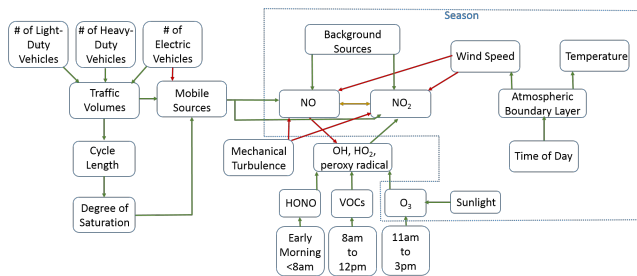 Season
# of Light-
Duty
Vehicles
# of Heavy-
Duty
Vehicles
# of
Electric
Vehicles
Background
Sources
Wind Speed
Temperature
Traffic
Volumes
Mobile
Sources
NO
NO₂
Atmospheric
Boundary Layer
Cycle
Length
Mechanical
Turbulence
OH, HO₂,
peroxy radical
Time of Day
Degree of
Saturation
HONO
VOCs
O₃
Sunlight
Early
Morning
<8am
8am
to
12pm
11am
to
3pm